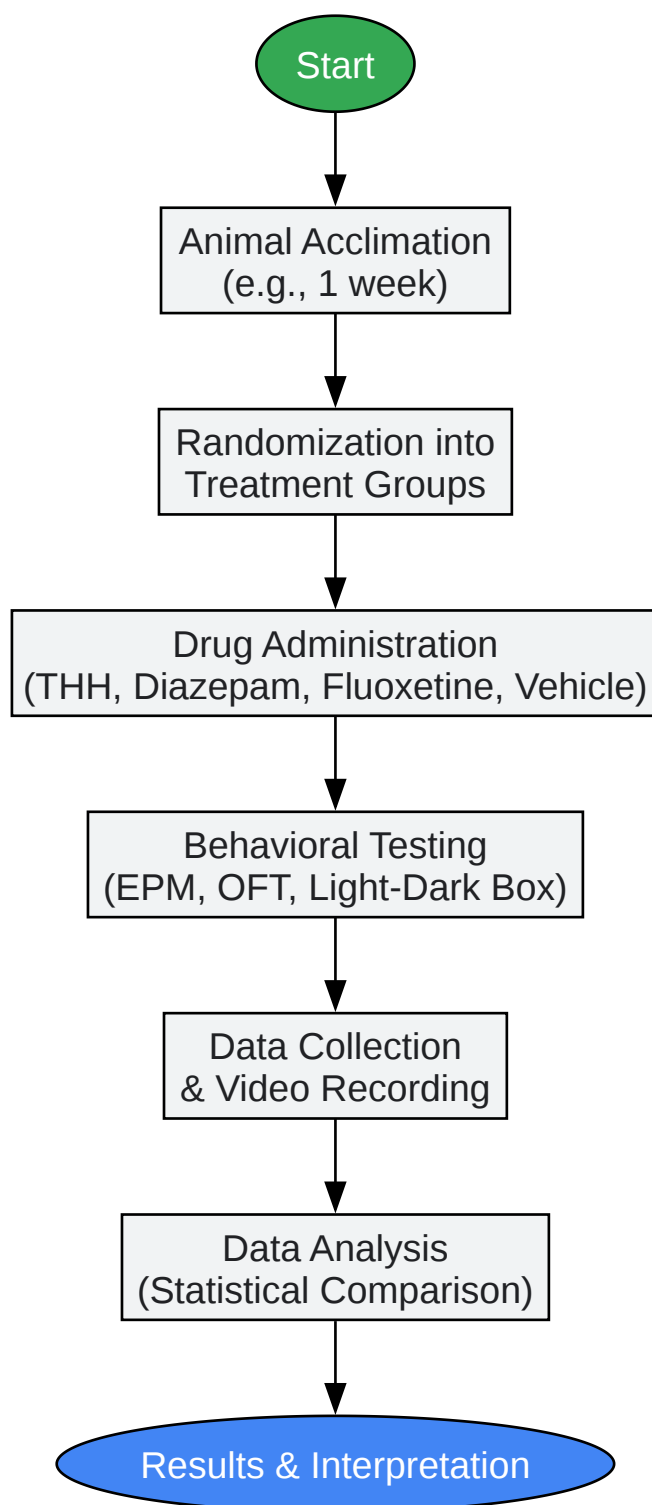 Start
Animal Acclimation
(e.g., 1 week)
Randomization into
Treatment Groups
Drug Administration
(THH, Diazepam, Fluoxetine, Vehicle)
Behavioral Testing
(EPM, OFT, Light-Dark Box)
Data Collection
& Video Recording
Data Analysis
(Statistical Comparison)
Results & Interpretation